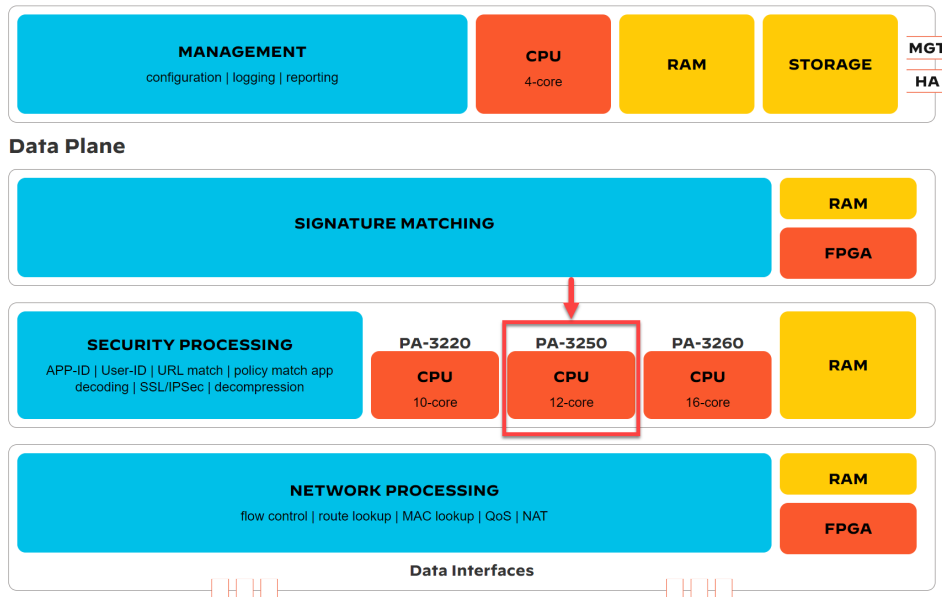 MANAGEMENT
configuration | logging | reporting
CPU
4-core
RAM
STORAGE
MGT
HA
Data Plane
SIGNATURE MATCHING
RAM
FPGA
SECURITY PROCESSING
APP-ID | User-ID | URL match | policy match app
decoding | SSL/IPSec | decompression
PA-3220
CPU
10-core
PA-3250
CPU
12-core
PA-3260
CPU
16-core
RAM
NETWORK PROCESSING
flow control | route lookup | MAC lookup | QoS | NAT
RAM
FPGA
Data Interfaces